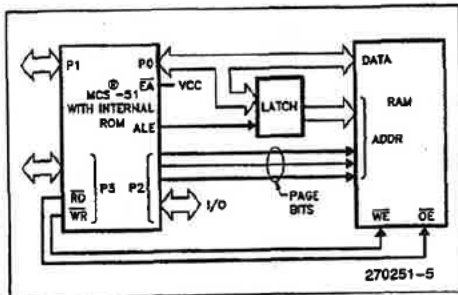 P1
P0
EA
VCC
®
MCS-51
WITH INTERNAL
ROM
ALE
LATCH
DATA
RAM
ADDR
P3
P2
RD
WR
I/O
PAGE
BITS
WE
OE
270251-5